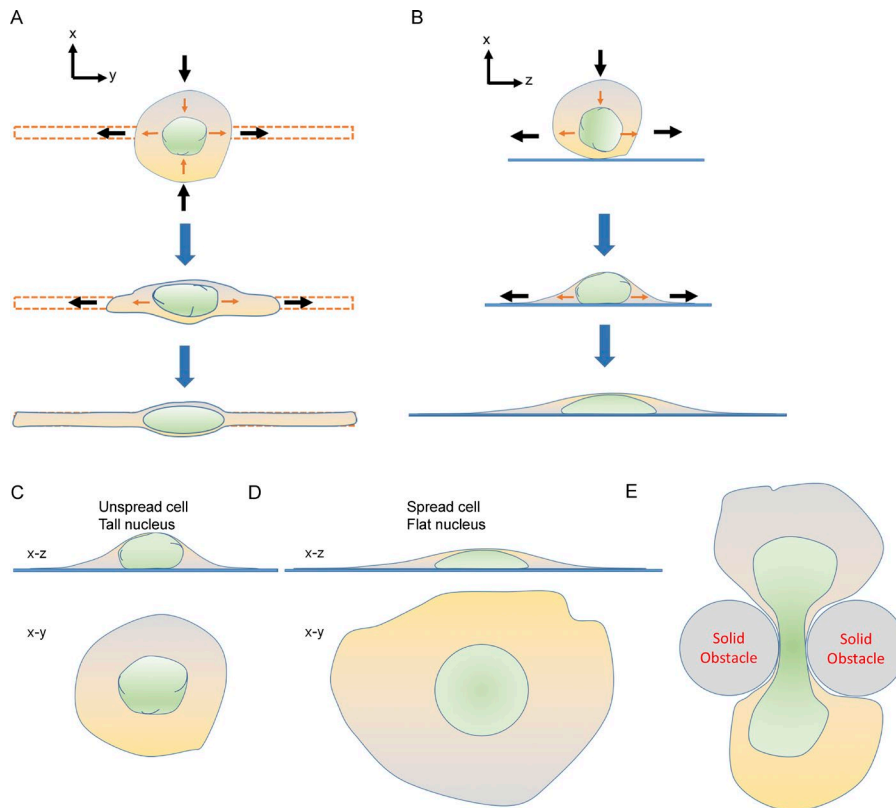 A
x
y
B
x
z
C
Unspread cell
Tall nucleus
x-z
x-y
D
Spread cell
Flat nucleus
x-z
x-y
E
Solid
Obstacle
Solid
Obstacle